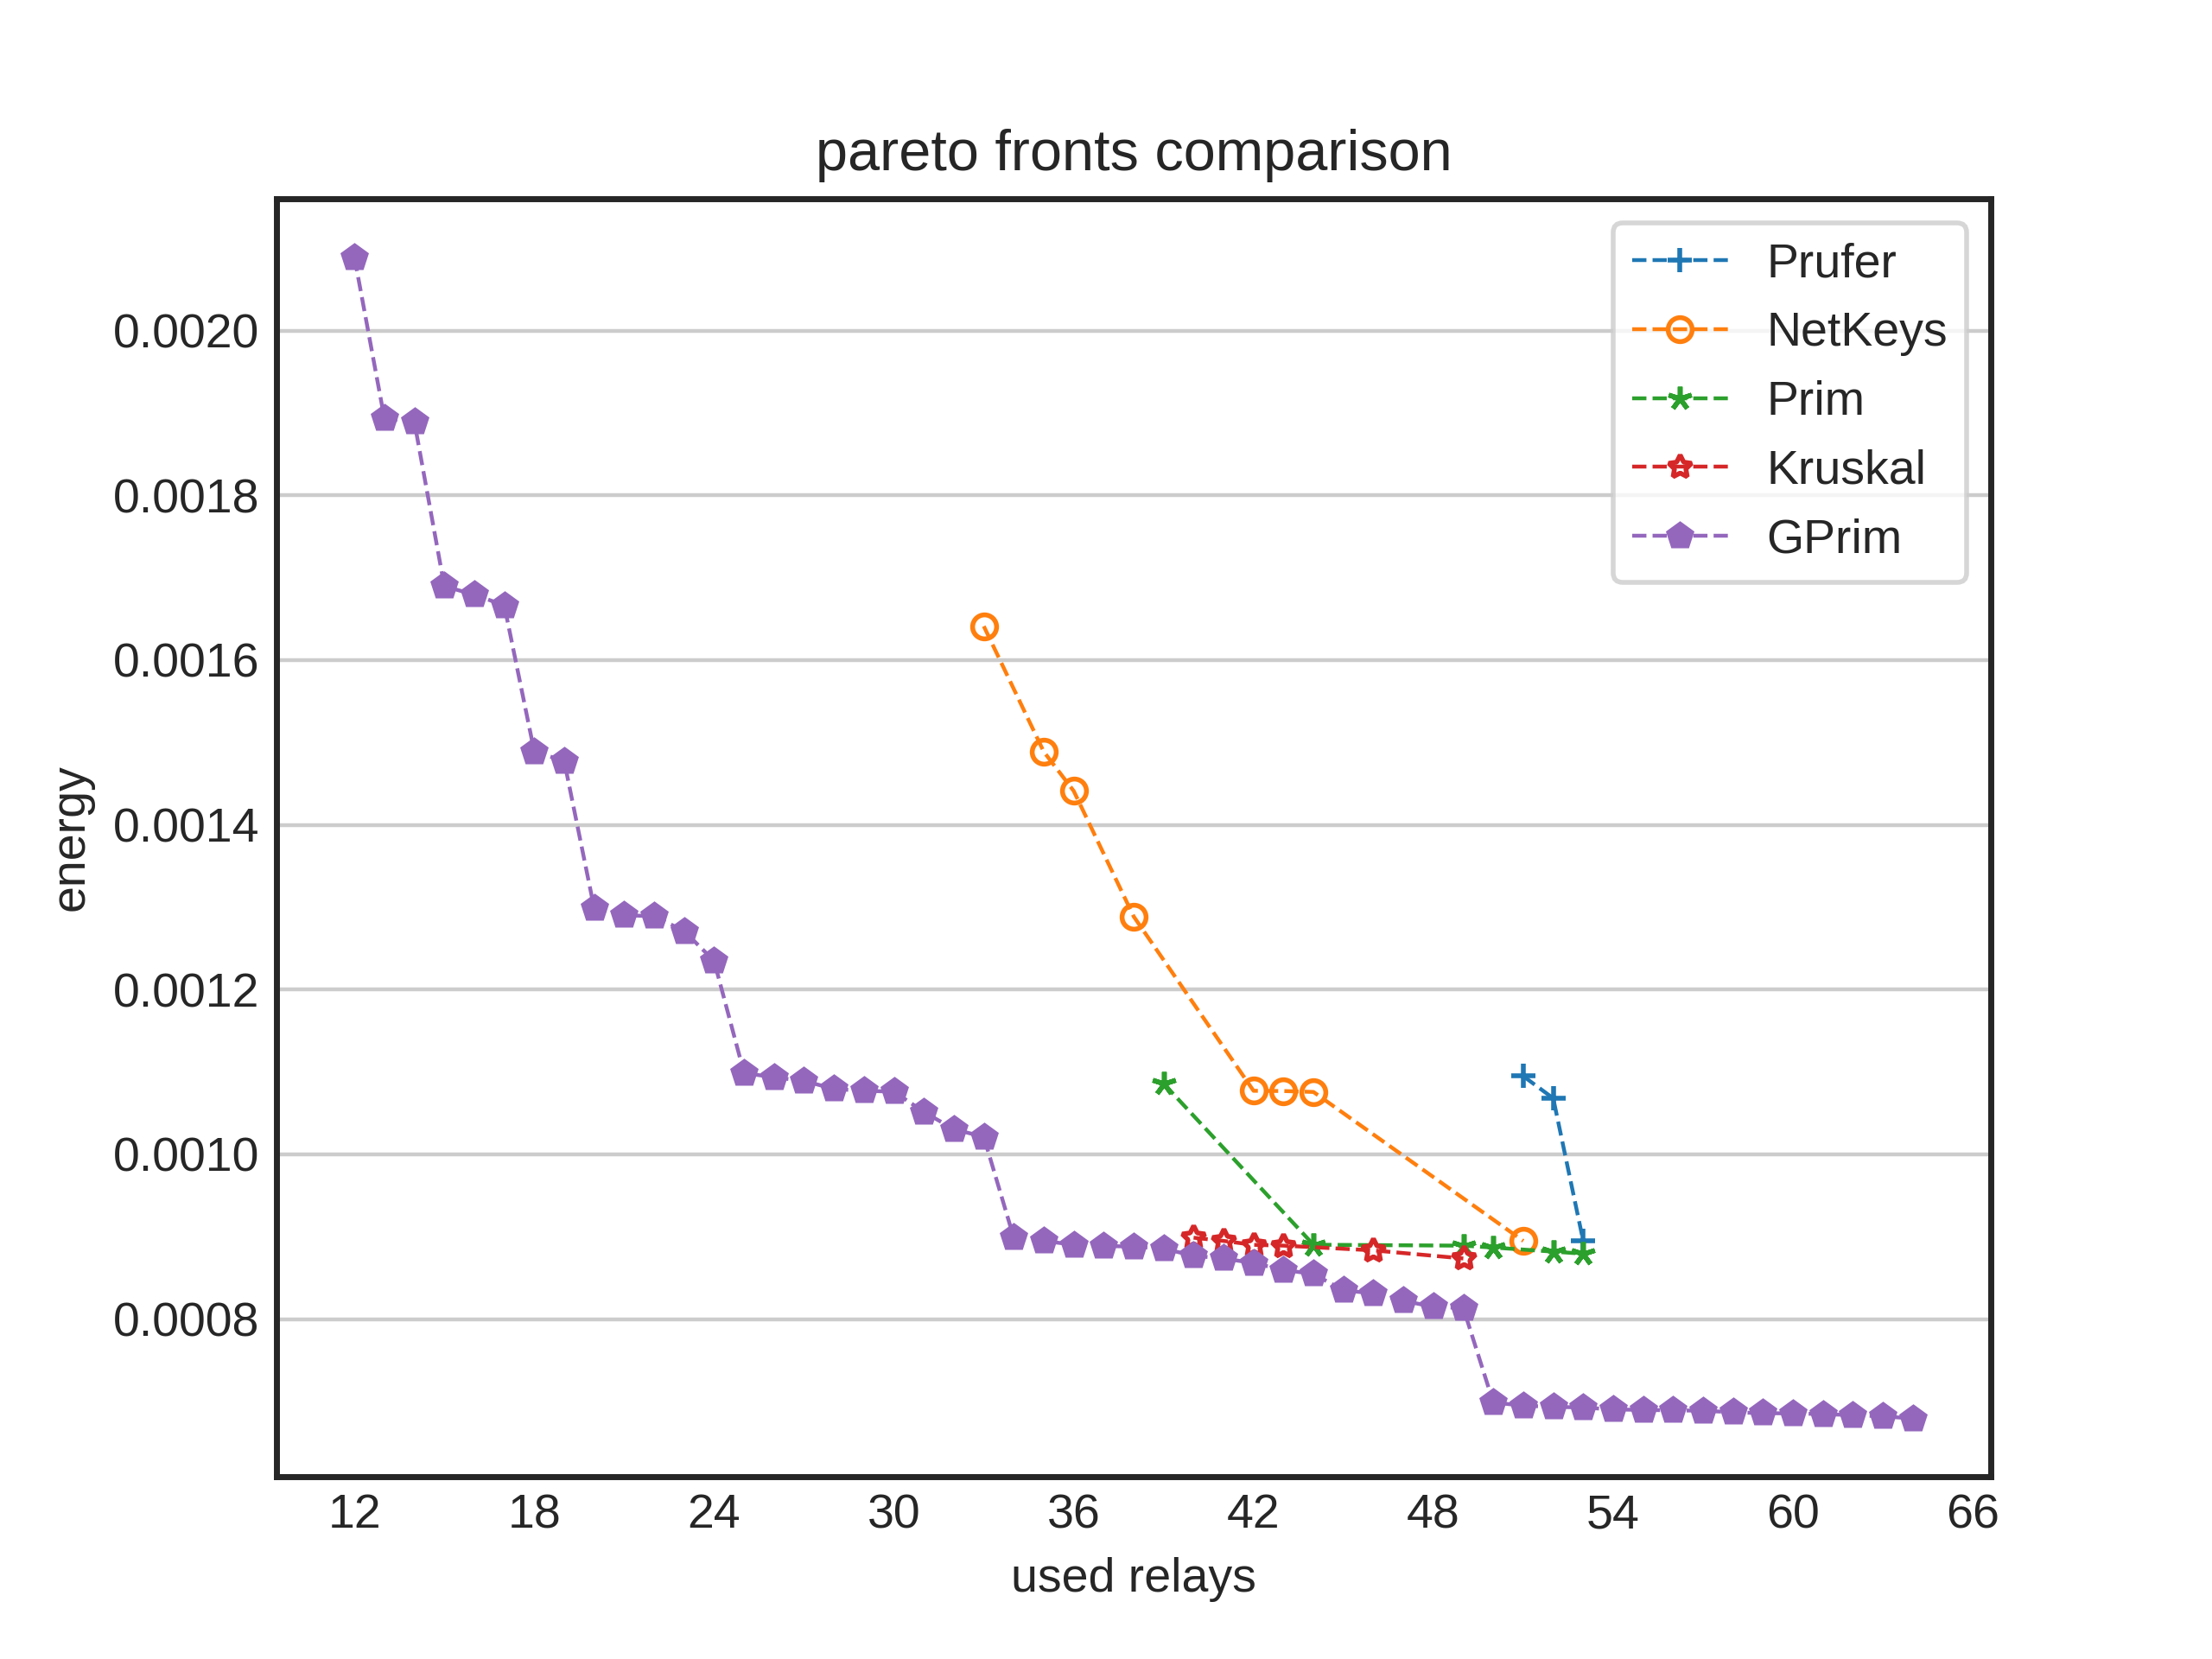 pareto fronts comparison
Prufer
NetKeys
Prim
Kruskal
GPrim
0.0020
0.0018
0.0016
0.0014
0.0012
0.0010
0.0008
energy
12 18 24 30 36 42 48 54 60 66
used relays